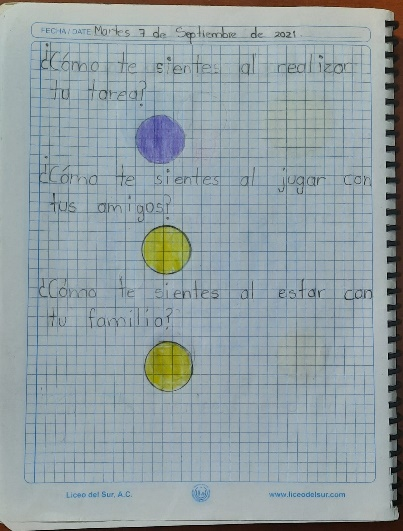 FECHA/DATE Martes 7 de Septiembre de 2021
¿Cómo te sientes al realizar
tu tarea?
¿Cómo te sientes al jugar con
tus amigos?
¿Cómo te sientes al estar con
tu familia?
Liceo del Sur, A.C. www.liceodelsur.com